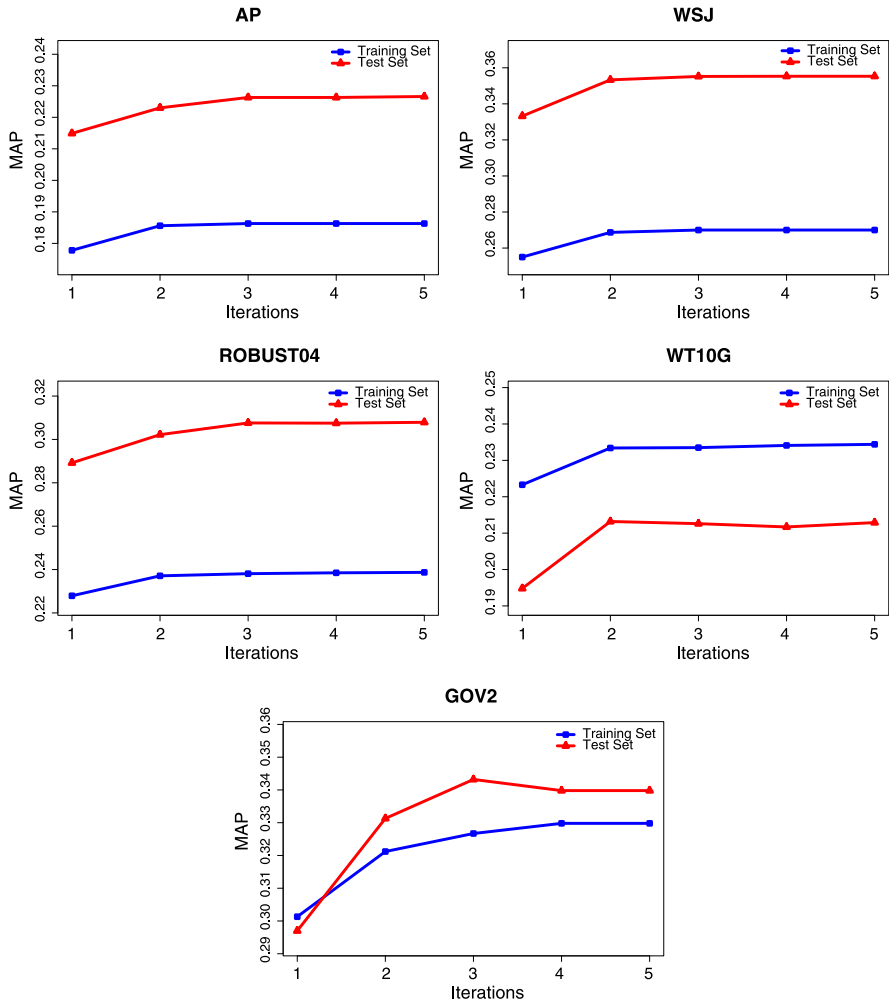 AP
Training Set
Test Set
MAP
0.24
0.23
0.22
0.21
0.20
0.19
0.18
1 2 3 4 5
Iterations
WSJ
Training Set
Test Set
MAP
0.36
0.34
0.32
0.30
0.28
0.26
1 2 3 4 5
Iterations
ROBUST04
Training Set
Test Set
MAP
0.32
0.30
0.28
0.26
0.24
0.22
1 2 3 4 5
Iterations
WT10G
Training Set
Test Set
MAP
0.25
0.24
0.23
0.22
0.21
0.20
0.19
1 2 3 4 5
Iterations
GOV2
Training Set
Test Set
MAP
0.36
0.35
0.34
0.33
0.32
0.31
0.30
0.29
1 2 3 4 5
Iterations